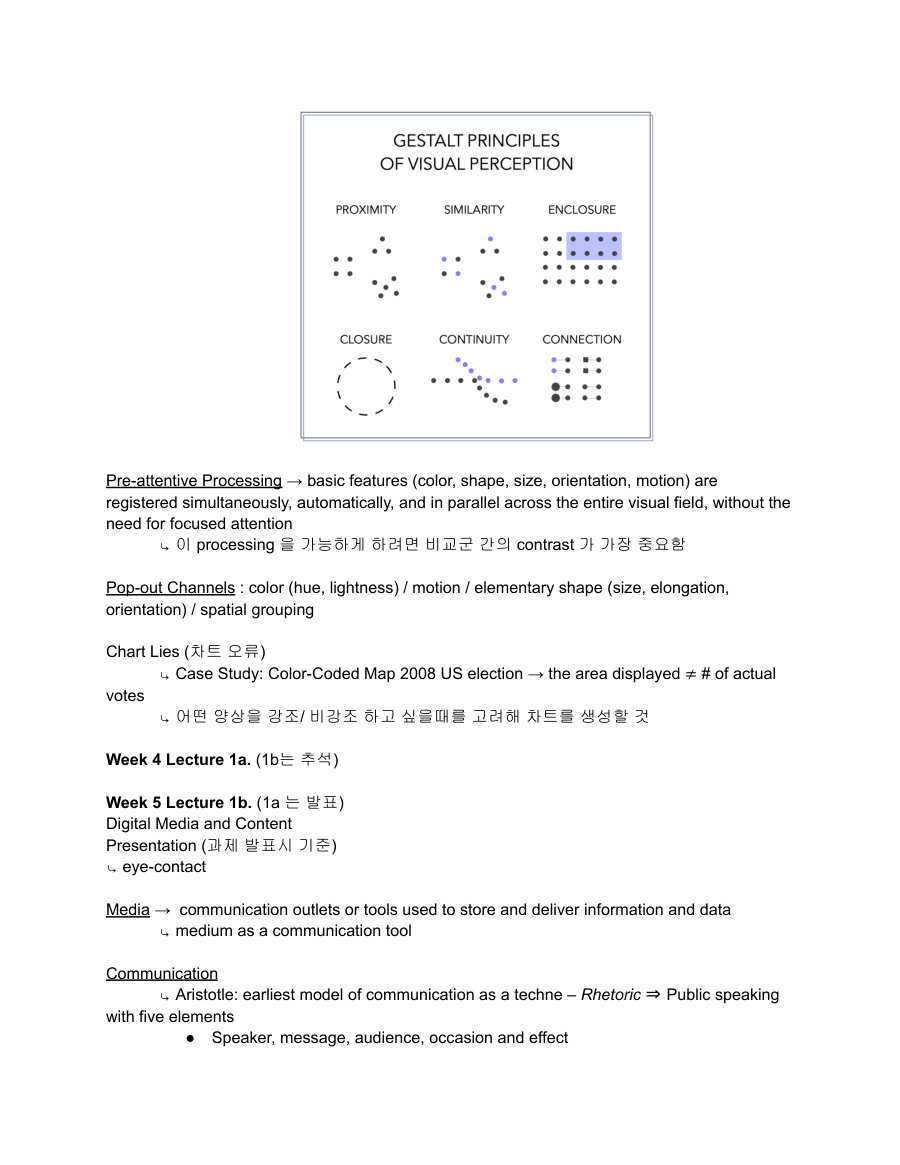 GESTALT PRINCIPLES
OF VISUAL PERCEPTION
PROXIMITY SIMILARITY ENCLOSURE
CLOSURE CONTINUITY CONNECTION
Pre-attentive Processing → basic features (color, shape, size, orientation, motion) are
registered simultaneously, automatically, and in parallel across the entire visual field, without the
need for focused attention
⤷ 이 processing 을 가능하게 하려면 비교군 간의 contrast 가 가장 중요함
Pop-out Channels : color (hue, lightness) / motion / elementary shape (size, elongation,
orientation) / spatial grouping
Chart Lies (차트 오류)
⤷ Case Study: Color-Coded Map 2008 US election → the area displayed ≠ # of actual
votes
⤷ 어떤 양상을 강조/ 비강조 하고 싶을때를 고려해 차트를 생성할 것
Week 4 Lecture 1a. (1b는 추석)
Week 5 Lecture 1b. (1a 는 발표)
Digital Media and Content
Presentation (과제 발표시 기준)
⤷ eye-contact
Media → communication outlets or tools used to store and deliver information and data
⤷ medium as a communication tool
Communication
⤷ Aristotle: earliest model of communication as a techne – Rhetoric ⇒ Public speaking
with five elements
● Speaker, message, audience, occasion and effect